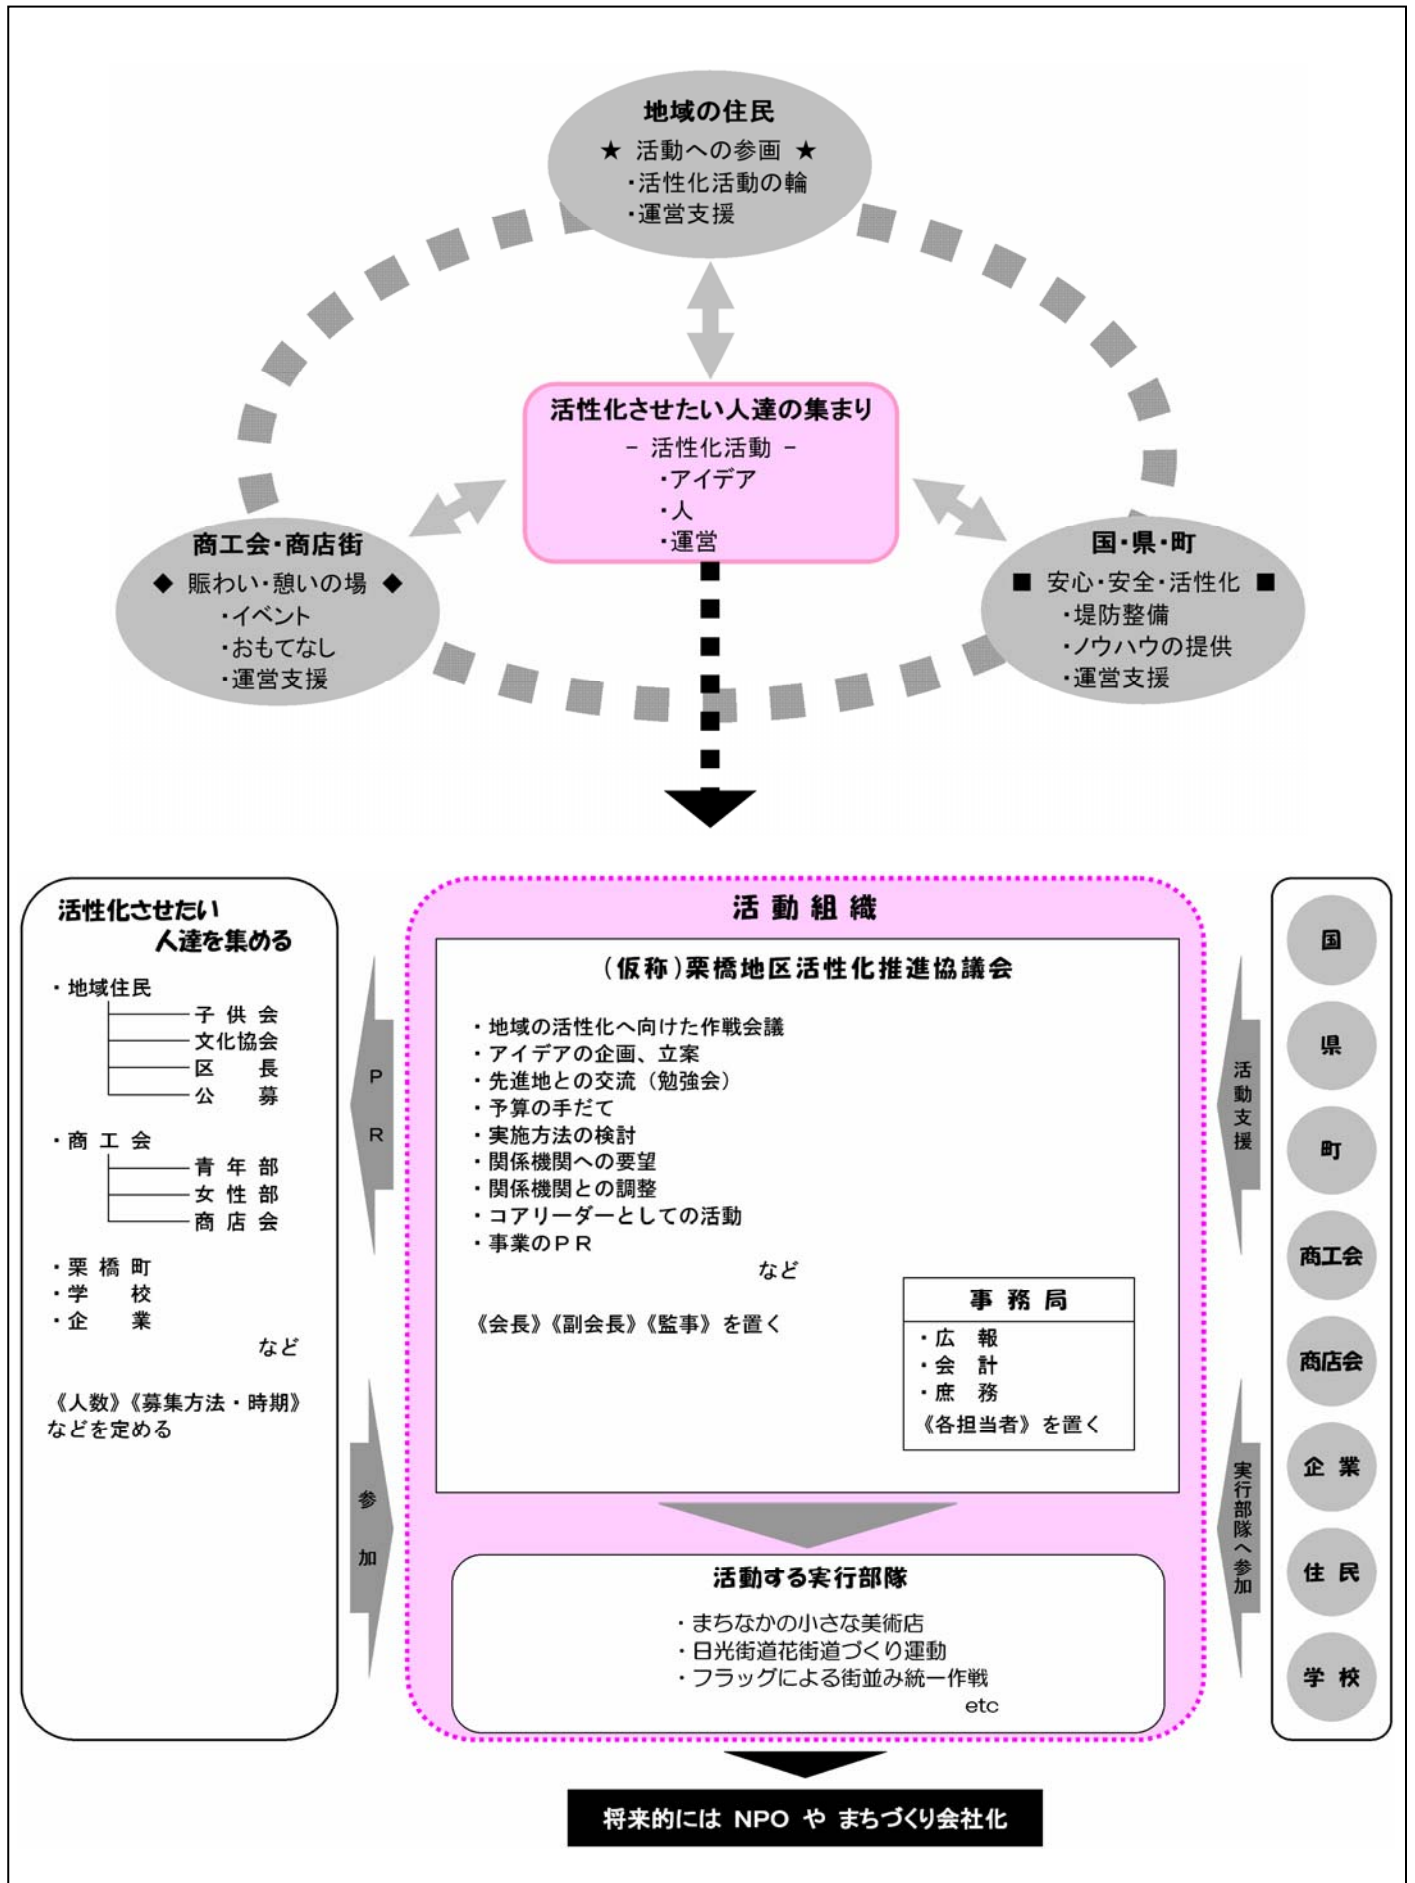 地域の住民
★ 活動への参画 ★
・活性化活動の輪
・運営支援
活性化させたい人達の集まり
－ 活性化活動 －
・アイデア
・人
・運営
商工会・商店街
◆ 賑わい・憩いの場 ◆
・イベント
・おもてなし
・運営支援
国・県・町
■ 安心・安全・活性化 ■
・堤防整備
・ノウハウの提供
・運営支援
活性化させたい
人達を集める
・地域住民
子 供 会
文化協会
区 長
公 募
・商 工 会
青 年 部
女 性 部
商 店 会
・栗 橋 町
・学 校
・企 業
など
《人数》《募集方法・時期》
などを定める
PR
参加
活 動 組 織
（仮称）栗橋地区活性化推進協議会
・地域の活性化へ向けた作戦会議
・アイデアの企画、立案
・先進地との交流（勉強会）
・予算の手だて
・実施方法の検討
・関係機関への要望
・関係機関との調整
・コアリーダーとしての活動
・事業のＰＲ
など
《会長》《副会長》《監事》を置く
事 務 局
・広 報
・会 計
・庶 務
《各担当者》を置く
活動する実行部隊
・まちなかの小さな美術店
・日光街道花街道づくり運動
・フラッグによる街並み統一作戦
etc
活動支援
実行部隊へ参加
国
県
町
商工会
商店会
企 業
住 民
学 校
将来的には NPO や まちづくり会社化